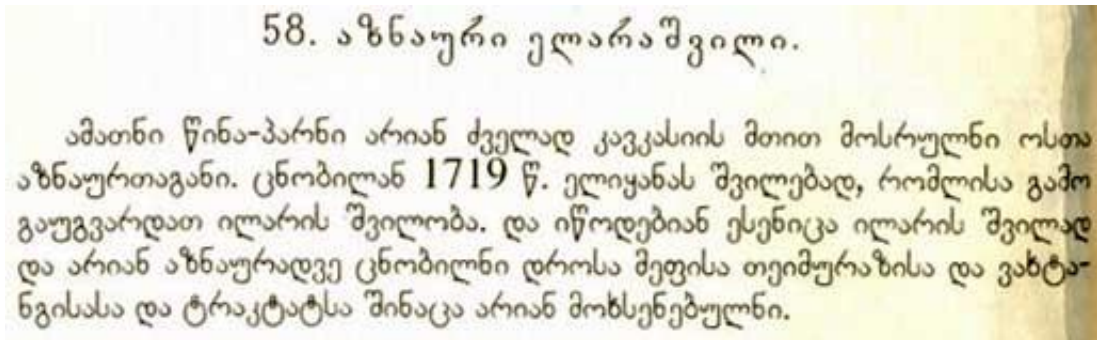 58. აზნაური ელარაშვილი.
ამათნი წინა-პარნი არიან ძველად კავკასიის მთით მოსრულნი ოსთა
აზნაურთაგანი. ცნობილან 1719 წ. ელიყანას შვილებად, რომლისა გამო
გაუგვარდათ ილარის შვილობა. და იწოდებიან ესენიცა ილარის შვილად
და არიან აზნაურადვე ცნობილნი დროსა მეფისა თეიმურაზისა და ვახტა-
ნგისასა და ტრაკტატსა შინაცა არიან მოხსენებულნი.